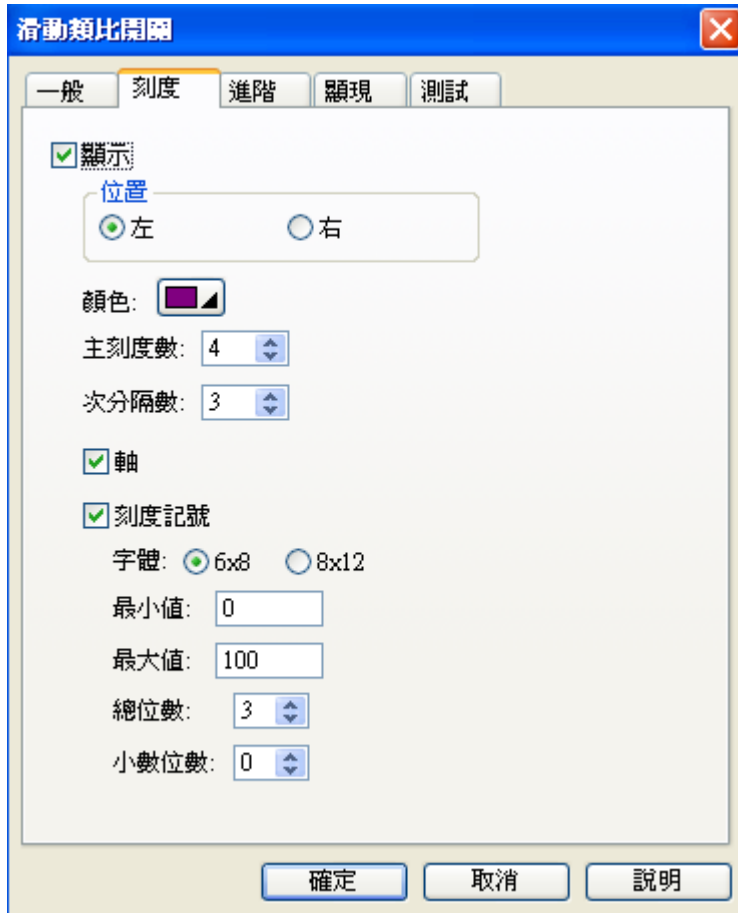 滑動類比開關
一般 刻度 進階 顯現 測試
顯示
位置
左 右
顏色:
主刻度數: 4
次分隔數: 3
軸
刻度記號
字體: 6x8 8x12
最小值: 0
最大值: 100
總位數: 3
小數位數: 0
確定 取消 說明